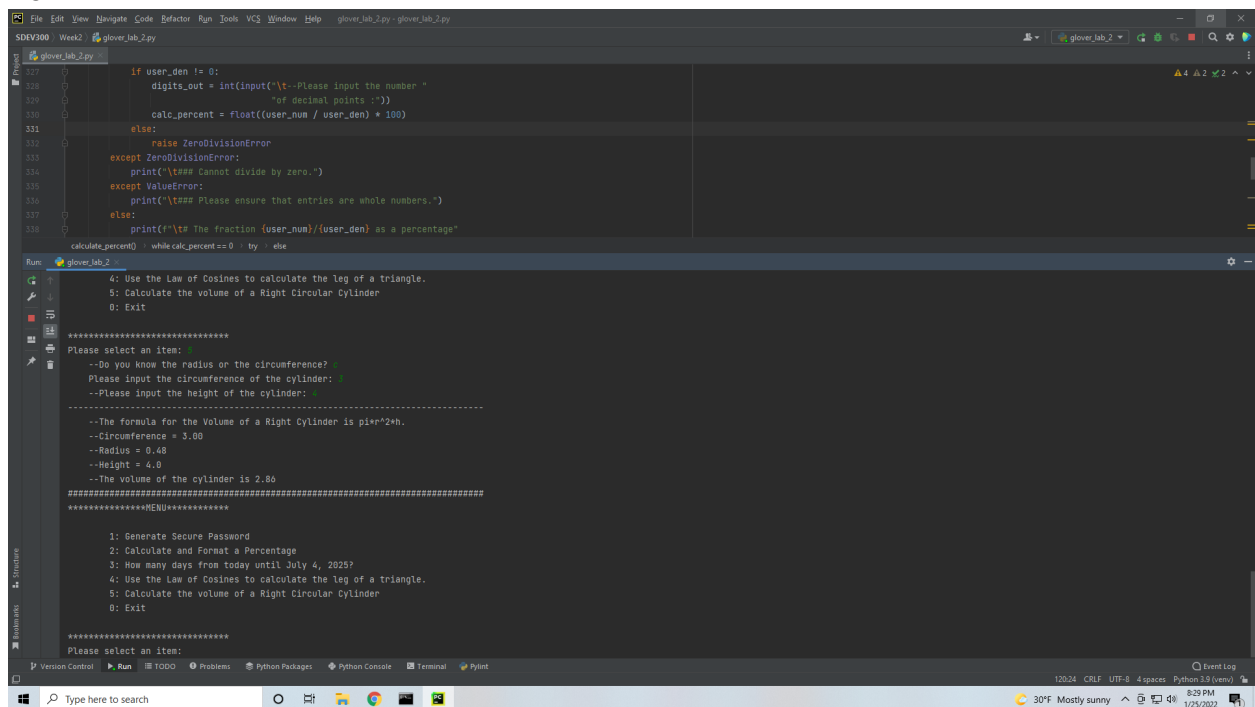 File Edit View Navigate Code Refactor Run Tools VCS Window Help glover_lab_2.py - glover_lab_2.py
SDEV300 Week2 glover_lab_2.py
glover_lab_2
glover_lab_2.py
Project
4 2 2
327 if user_den != 0:
328 digits_out = int(input("\t--Please input the number "
329 "of decimal points :"))
330 calc_percent = float((user_num / user_den) * 100)
331 else:
332 raise ZeroDivisionError
333 except ZeroDivisionError:
334 print("\t### Cannot divide by zero.")
335 except ValueError:
336 print("\t### Please ensure that entries are whole numbers.")
337 else:
338 print(f"\t# The fraction {user_num}/{user_den} as a percentage"
calculate_percent() while calc_percent == 0 try else
Run: glover_lab_2
4: Use the Law of Cosines to calculate the leg of a triangle.
5: Calculate the volume of a Right Circular Cylinder
0: Exit
*******************************
Please select an item: 5
--Do you know the radius or the circumference? c
Please input the circumference of the cylinder: 3
--Please input the height of the cylinder: 4
--------------------------------------------------------------------------------
--The formula for the Volume of a Right Cylinder is pi*r^2*h.
--Circumference = 3.00
--Radius = 0.48
--Height = 4.0
--The volume of the cylinder is 2.86
################################################################################
***************MENU************
1: Generate Secure Password
2: Calculate and Format a Percentage
3: How many days from today until July 4, 2025?
4: Use the Law of Cosines to calculate the leg of a triangle.
5: Calculate the volume of a Right Circular Cylinder
0: Exit
*******************************
Please select an item:
Structure
Bookmarks
Version Control Run TODO Problems Python Packages Python Console Terminal Pylint
Event Log
120:24 CRLF UTF-8 4 spaces Python 3.9 (venv)
Type here to search
30°F Mostly sunny
8:29 PM
1/25/2022